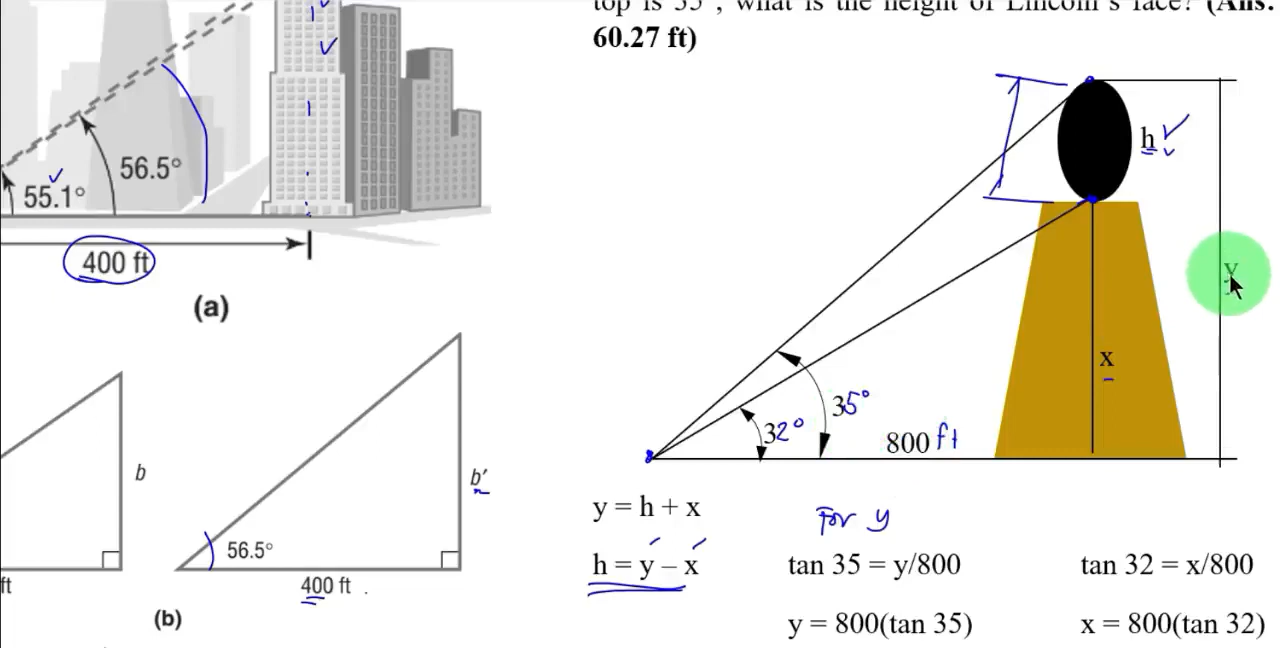 55.1°
56.5°
400 ft
(a)
b
ft
56.5°
b′
400 ft
(b)
top is 35°, what is the height of Lincoln's face? (Ans:
60.27 ft)
h
y
x
35°
32°
800 ft
y = h + x
For y
h = y – x
tan 35 = y/800
tan 32 = x/800
y = 800(tan 35)
x = 800(tan 32)